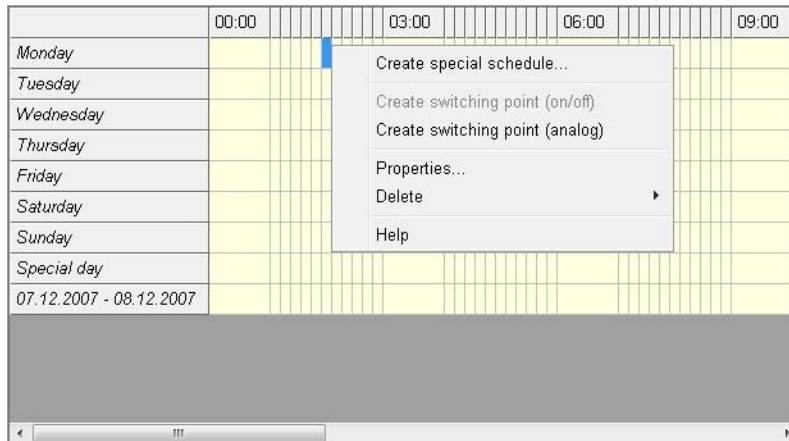 00:00 03:00 06:00 09:00
Monday
Create special schedule...
Tuesday
Create switching point (on/off)
Wednesday
Create switching point (analog)
Thursday
Properties...
Friday
Delete
Saturday
Sunday
Help
Special day
07.12.2007 - 08.12.2007